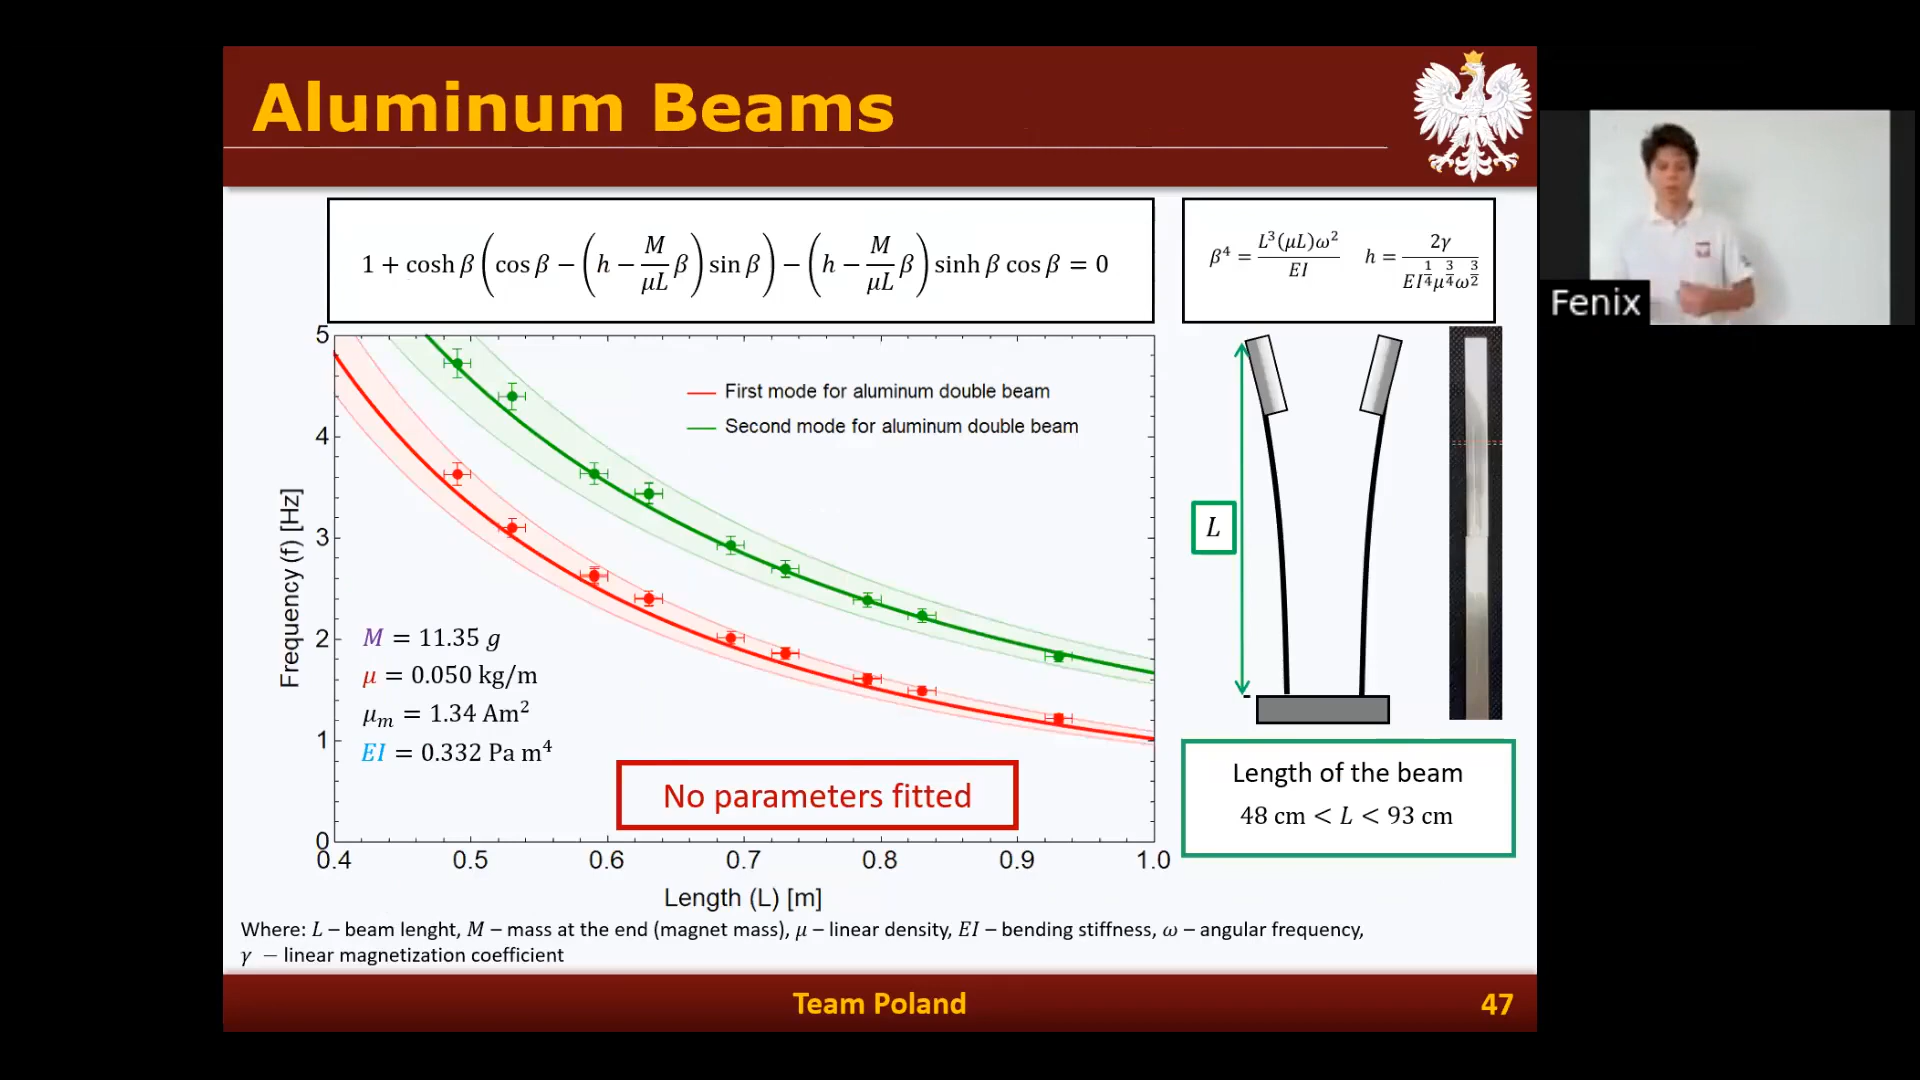 Aluminum Beams
1 + cosh β (cos β − (h − M/μL β) sin β) − (h − M/μL β) sinh β cos β = 0
β⁴ = L³(μL)ω²/EI h = 2γ/EI^(1/4) μ^(3/4) ω^(3/2)
Fenix
5
4
3
2
1
0
Frequency (f) [Hz]
First mode for aluminum double beam
Second mode for aluminum double beam
M = 11.35 g
μ = 0.050 kg/m
μₘ = 1.34 Am²
EI = 0.332 Pa m⁴
No parameters fitted
0.4 0.5 0.6 0.7 0.8 0.9 1.0
Length (L) [m]
L
Length of the beam
48 cm < L < 93 cm
Where: L – beam lenght, M – mass at the end (magnet mass), μ – linear density, EI – bending stiffness, ω – angular frequency,
γ – linear magnetization coefficient
Team Poland
47